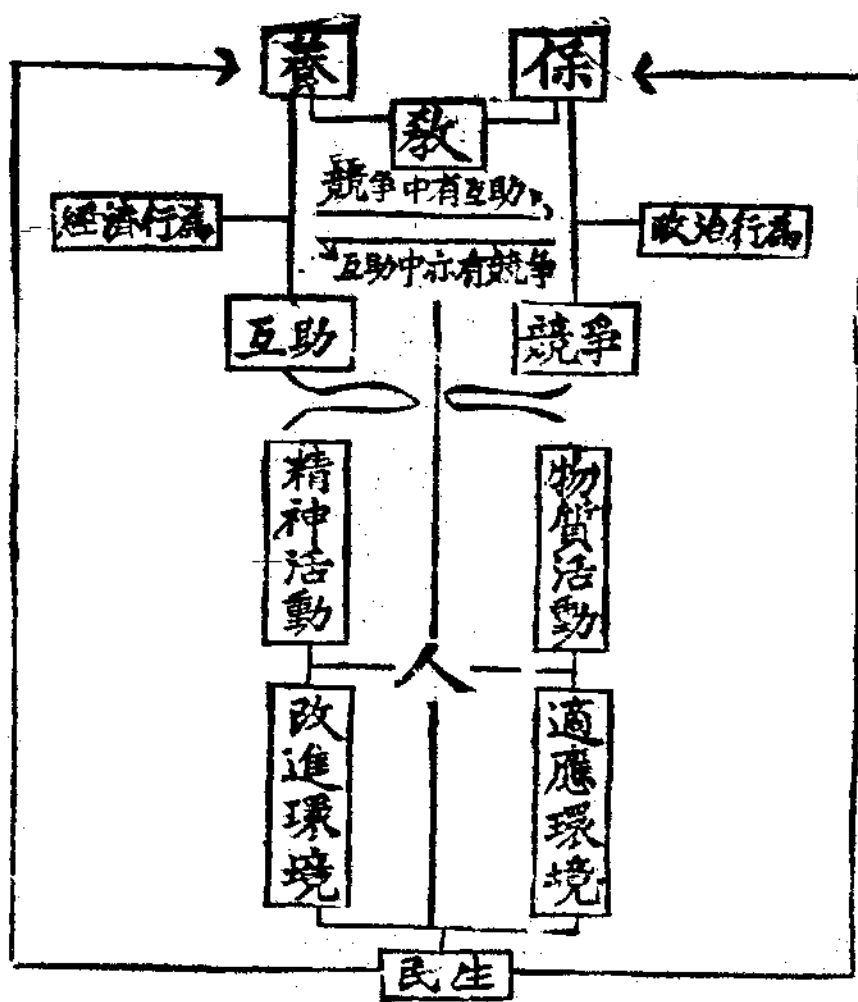 養
保
教
競爭中有互助
經濟行為
政治行為
互助中亦有競爭
互助
競爭
精神活動
物質活動
人
改進環境
適應環境
民生